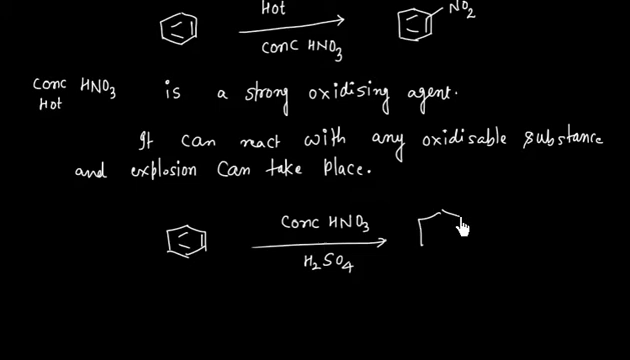 Hot
NO2
Conc HNO3
Conc HNO3 is a strong oxidising agent.
Hot
It can react with any oxidisable substance
and explosion can take place.
Conc HNO3
H2SO4